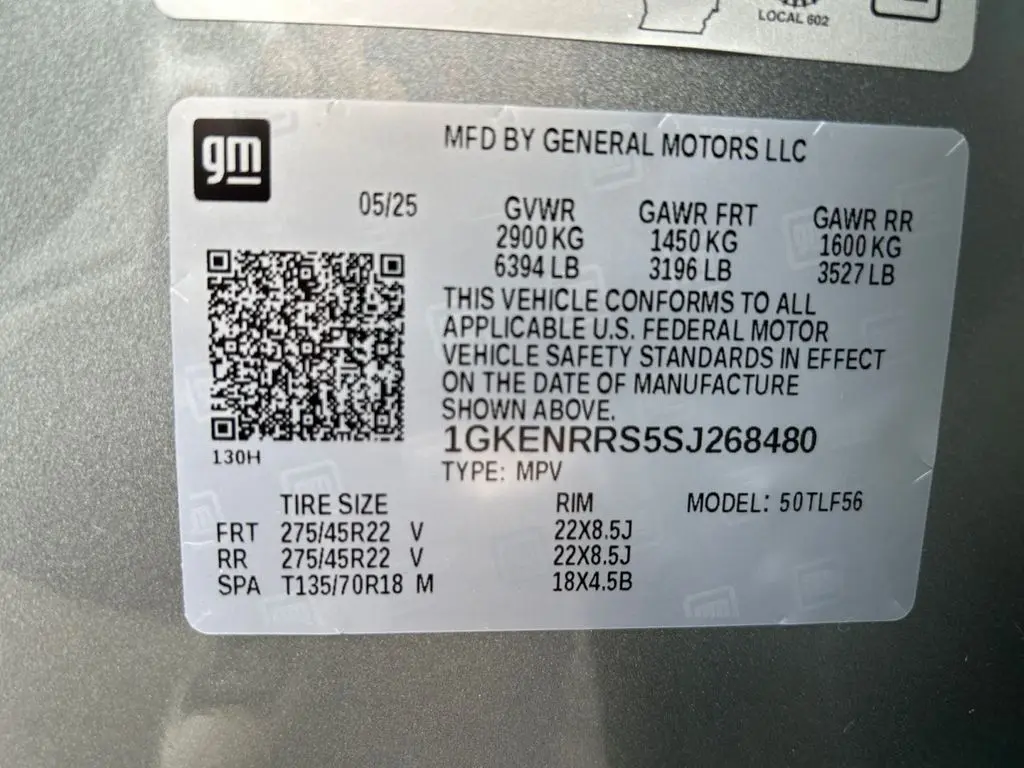 LOCAL 602
gm
MFD BY GENERAL MOTORS LLC
05/25
GVWR GAWR FRT GAWR RR
2900 KG 1450 KG 1600 KG
6394 LB 3196 LB 3527 LB
THIS VEHICLE CONFORMS TO ALL
APPLICABLE U.S. FEDERAL MOTOR
VEHICLE SAFETY STANDARDS IN EFFECT
ON THE DATE OF MANUFACTURE
SHOWN ABOVE.
130H
1GKENRRS5SJ268480
TYPE: MPV
TIRE SIZE RIM MODEL: 50TLF56
FRT 275/45R22 V 22X8.5J
RR 275/45R22 V 22X8.5J
SPA T135/70R18 M 18X4.5B